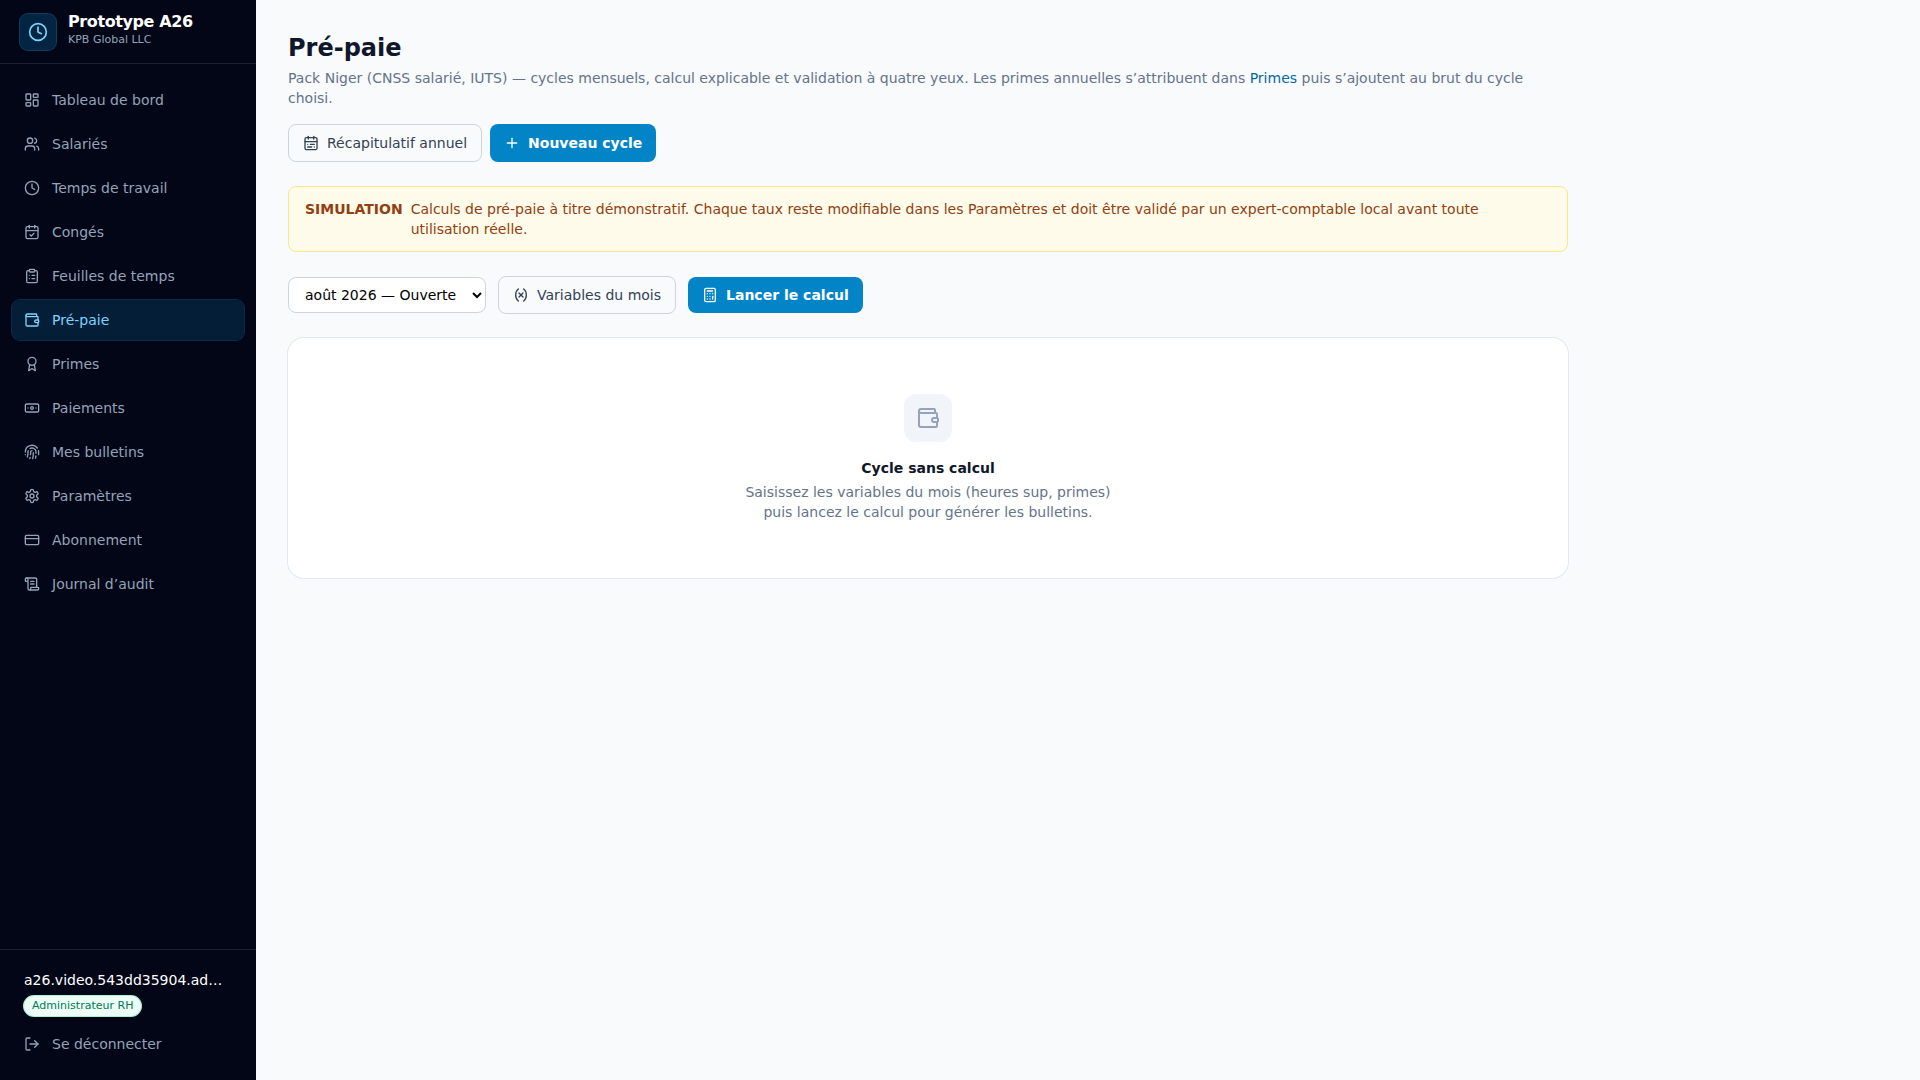 Prototype A26
KPB Global LLC
Tableau de bord
Salariés
Temps de travail
Congés
Feuilles de temps
Pré-paie
Primes
Paiements
Mes bulletins
Paramètres
Abonnement
Journal d’audit
a26.video.543dd35904.ad…
Administrateur RH
Se déconnecter
Pré-paie
Pack Niger (CNSS salarié, IUTS) — cycles mensuels, calcul explicable et validation à quatre yeux. Les primes annuelles s’attribuent dans Primes puis s’ajoutent au brut du cycle
choisi.
Récapitulatif annuel
Nouveau cycle
SIMULATION Calculs de pré-paie à titre démonstratif. Chaque taux reste modifiable dans les Paramètres et doit être validé par un expert-comptable local avant toute
utilisation réelle.
août 2026 — Ouverte
Variables du mois
Lancer le calcul
Cycle sans calcul
Saisissez les variables du mois (heures sup, primes)
puis lancez le calcul pour générer les bulletins.